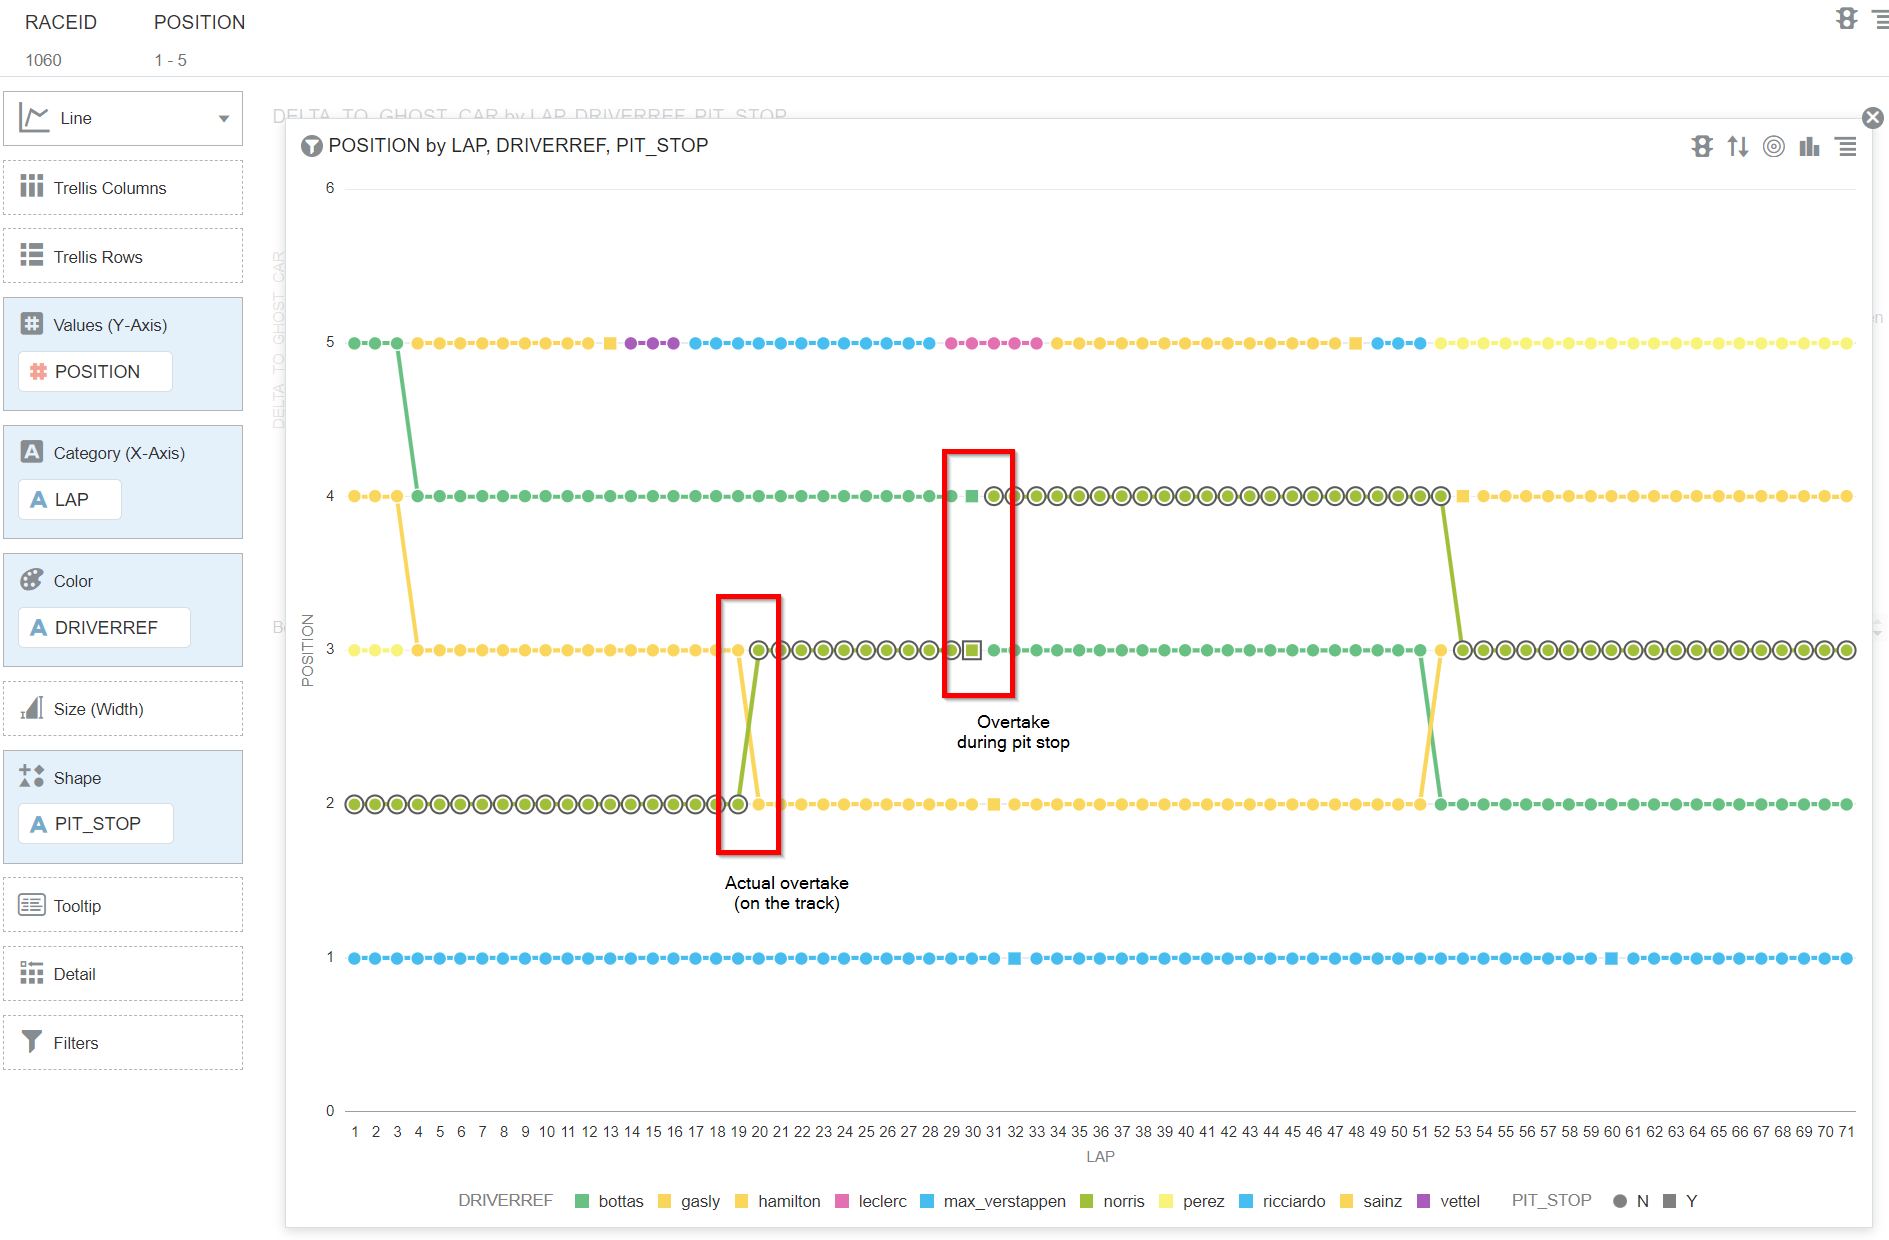 RACEID POSITION
1060 1 - 5
Line
Trellis Columns
Trellis Rows
Values (Y-Axis)
POSITION
Category (X-Axis)
LAP
Color
DRIVERREF
Size (Width)
Shape
PIT_STOP
Tooltip
Detail
Filters
DELTA_TO_GHOST_CAR by LAP, DRIVERREF, PIT_STOP
DELTA_TO_GHOST_CAR
POSITION by LAP, DRIVERREF, PIT_STOP
6
5
4
3
2
1
0
POSITION
Overtake
during pit stop
Actual overtake
(on the track)
1 2 3 4 5 6 7 8 9 10 11 12 13 14 15 16 17 18 19 20 21 22 23 24 25 26 27 28 29 30 31 32 33 34 35 36 37 38 39 40 41 42 43 44 45 46 47 48 49 50 51 52 53 54 55 56 57 58 59 60 61 62 63 64 65 66 67 68 69 70 71
LAP
DRIVERREF bottas gasly hamilton leclerc max_verstappen norris perez ricciardo sainz vettel PIT_STOP N Y